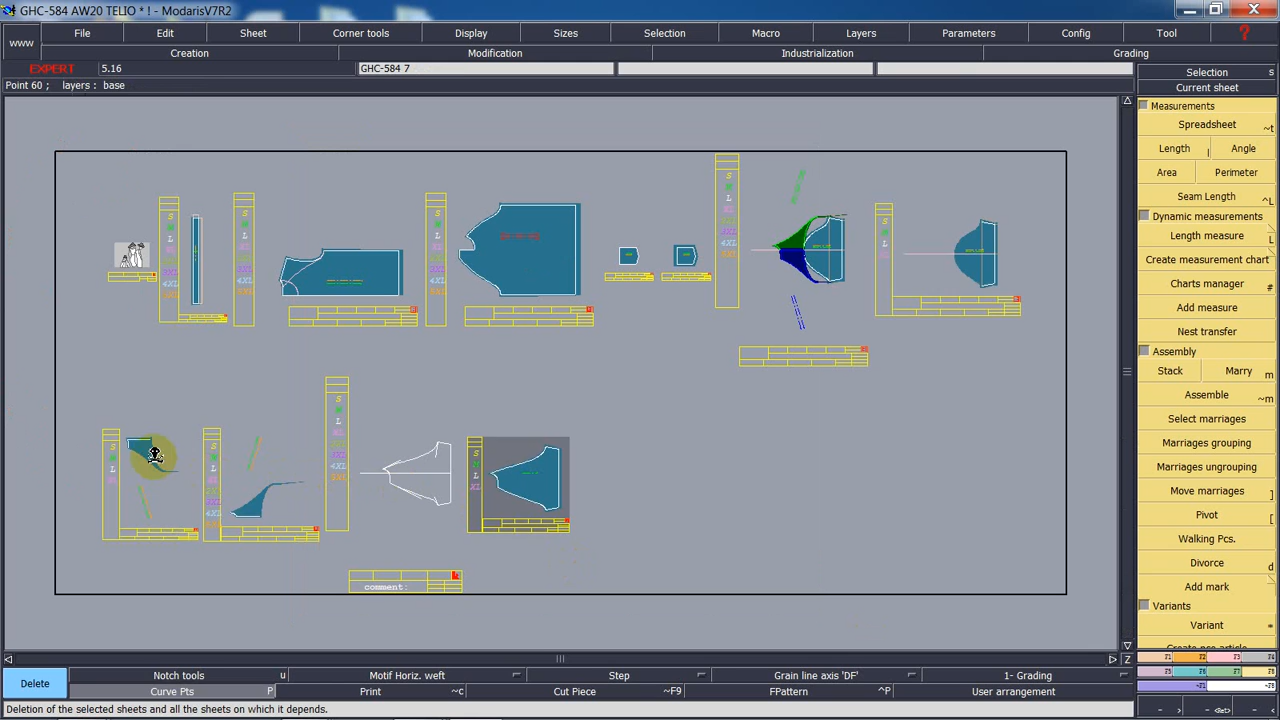 GHC-584 AW20 TELIO * ! - ModarisV7R2
www
File Edit Sheet Corner tools Display Sizes Selection Macro Layers Parameters Config Tool ?
Creation Modification Industrialization Grading
EXPERT 5.16 GHC-584 7
Point 60 ; layers : base
Selection s
Current sheet
Measurements
Spreadsheet ~t
Length l Angle
Area Perimeter
Seam Length ^L
Dynamic measurements
Length measure L
Create measurement chart
Charts manager #
Add measure
Nest transfer
Assembly
Stack Marry m
Assemble ~m
Select marriages
Marriages grouping
Marriages ungrouping
Move marriages ]
Pivot [
Walking Pcs.
Divorce d
Add mark
Variants
Variant *
comment:
Z
Delete
Notch tools u Motif Horiz. weft Step Grain line axis 'DF' 1- Grading
Curve Pts P Print ~c Cut Piece ~F9 FPattern ^P User arrangement
Deletion of the selected sheets and all the sheets on which it depends.